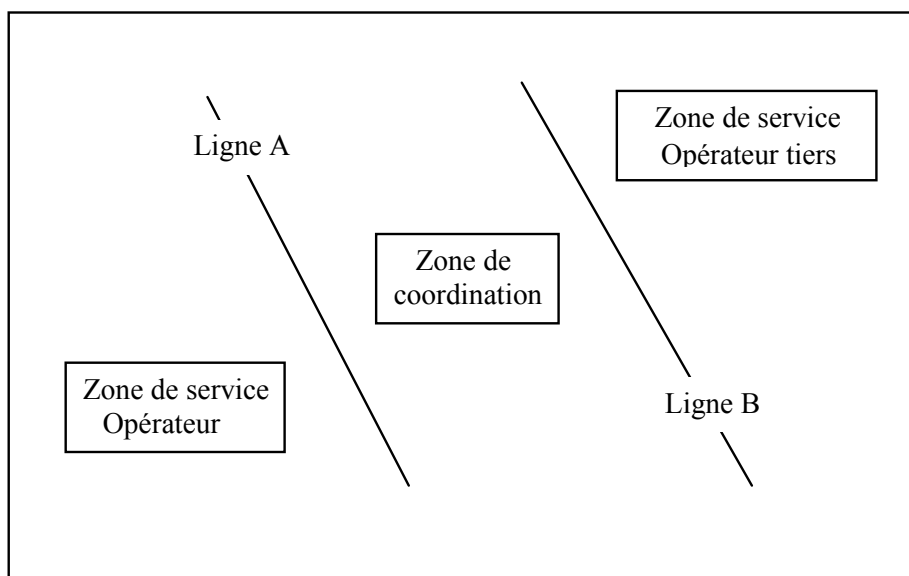 Ligne A
Zone de service
Opérateur tiers
Zone de
coordination
Zone de service
Opérateur
Ligne B